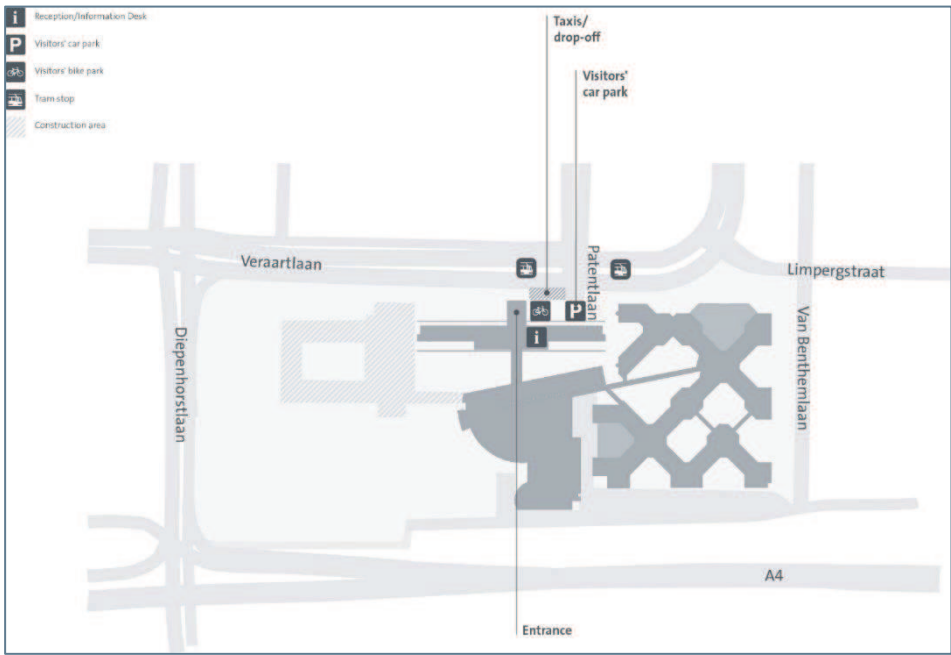 i Reception/Information Desk
P Visitors' car park
Visitors' bike park
Tram stop
Construction area
Taxis/
drop-off
Visitors'
car park
Veraartlaan
Patentlaan
Limpergstraat
Diepenhorstlaan
Van Benthemlaan
P
i
A4
Entrance